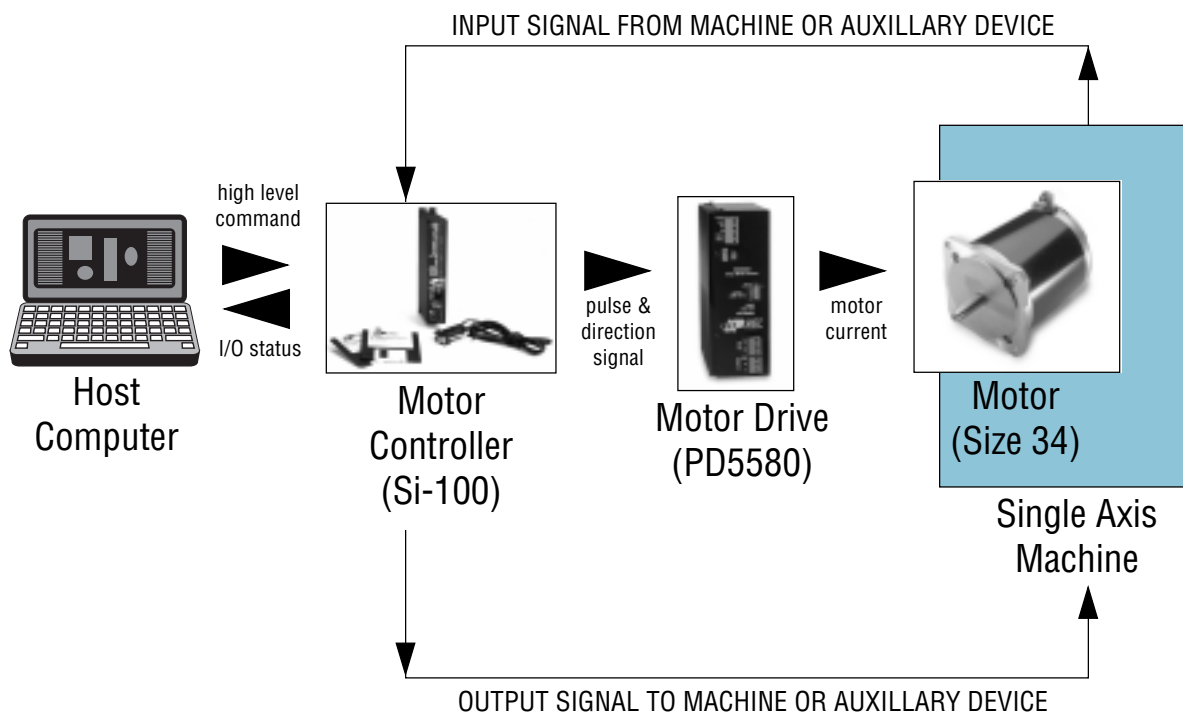 INPUT SIGNAL FROM MACHINE OR AUXILLARY DEVICE
high level
command
I/O status
Host
Computer
Motor
Controller
(Si-100)
pulse &
direction
signal
Motor Drive
(PD5580)
motor
current
Motor
(Size 34)
Single Axis
Machine
OUTPUT SIGNAL TO MACHINE OR AUXILLARY DEVICE